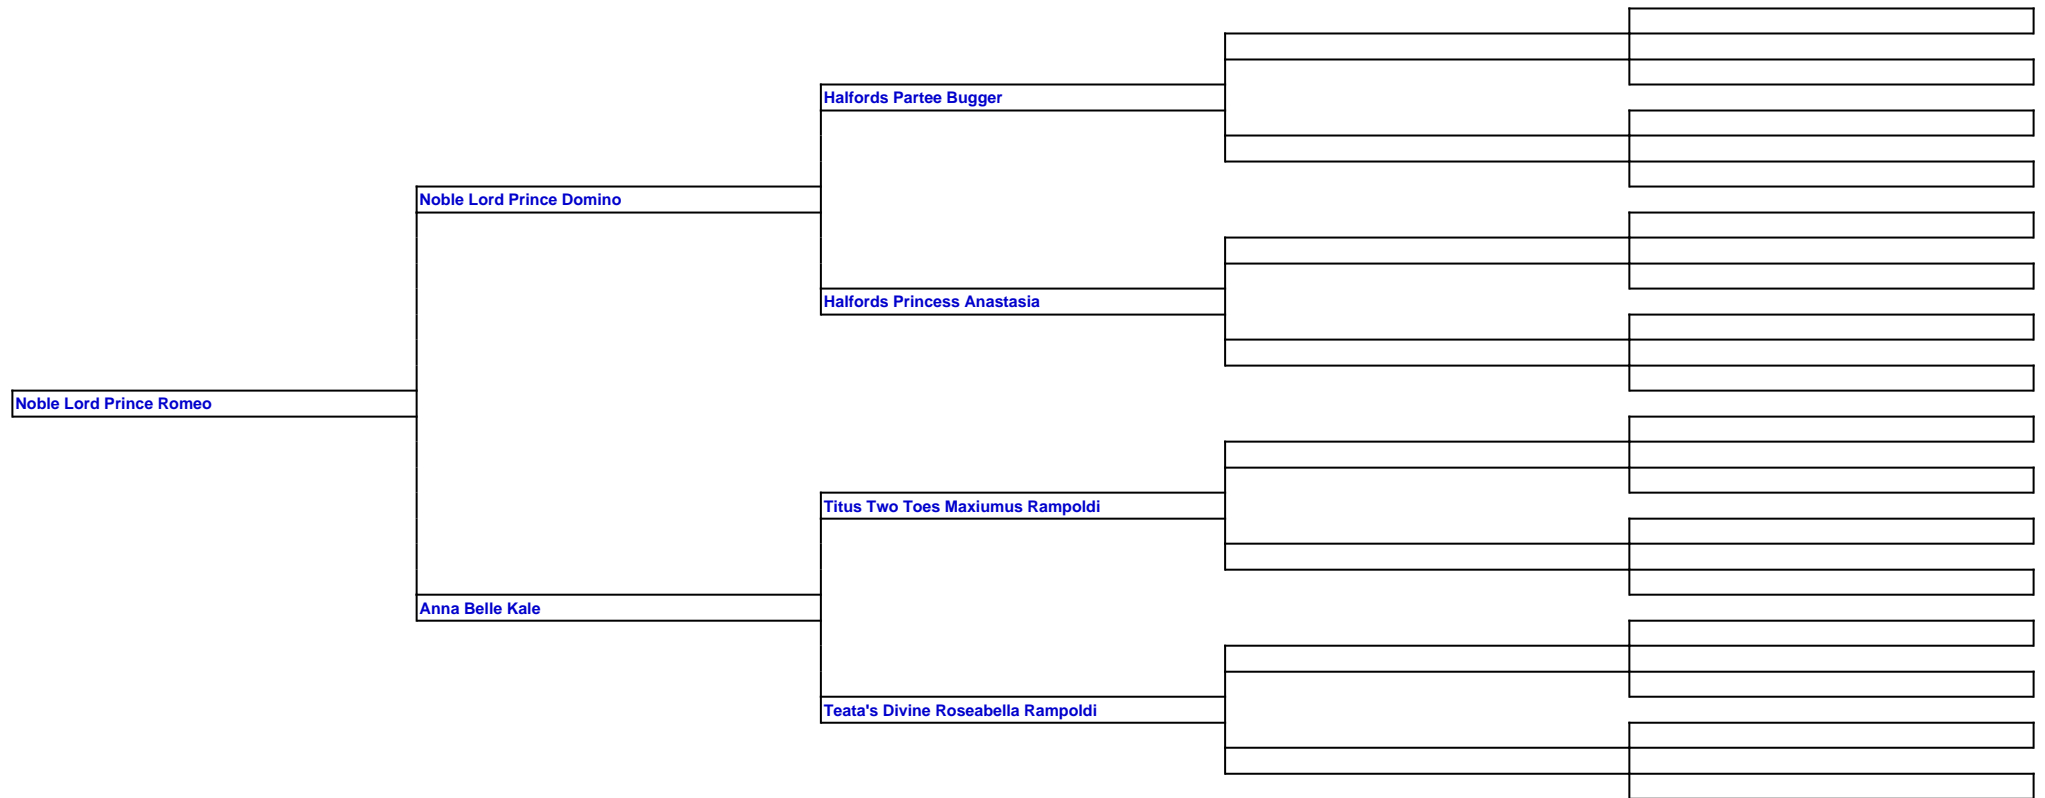 Halfords Partee Bugger
Noble Lord Prince Domino
Halfords Princess Anastasia
Noble Lord Prince Romeo
Titus Two Toes Maxiumus Rampoldi
Anna Belle Kale
Teata's Divine Roseabella Rampoldi